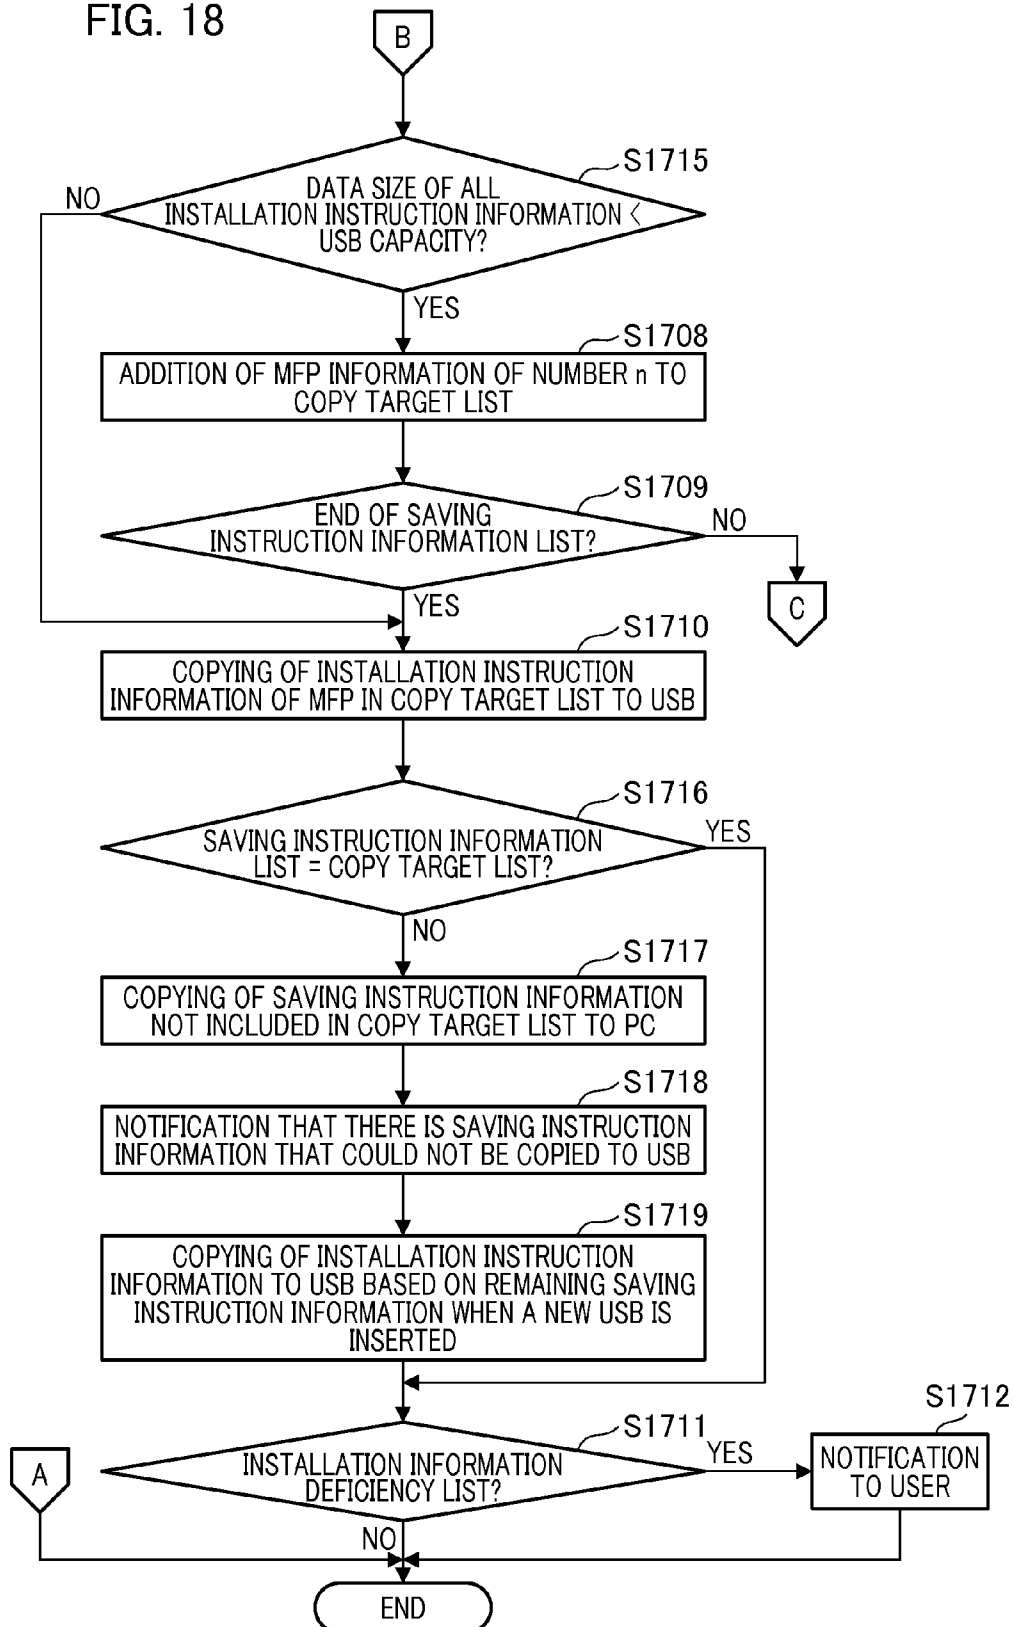 FIG. 18
B
S1715
NO
DATA SIZE OF ALL
INSTALLATION INSTRUCTION INFORMATION <
USB CAPACITY?
YES
S1708
ADDITION OF MFP INFORMATION OF NUMBER n TO
COPY TARGET LIST
S1709
END OF SAVING
INSTRUCTION INFORMATION LIST?
NO
YES
C
S1710
COPYING OF INSTALLATION INSTRUCTION
INFORMATION OF MFP IN COPY TARGET LIST TO USB
S1716
SAVING INSTRUCTION INFORMATION
LIST = COPY TARGET LIST?
YES
NO
S1717
COPYING OF SAVING INSTRUCTION INFORMATION
NOT INCLUDED IN COPY TARGET LIST TO PC
S1718
NOTIFICATION THAT THERE IS SAVING INSTRUCTION
INFORMATION THAT COULD NOT BE COPIED TO USB
S1719
COPYING OF INSTALLATION INSTRUCTION
INFORMATION TO USB BASED ON REMAINING SAVING
INSTRUCTION INFORMATION WHEN A NEW USB IS
INSERTED
S1711
A
INSTALLATION INFORMATION
DEFICIENCY LIST?
YES
S1712
NOTIFICATION
TO USER
NO
END